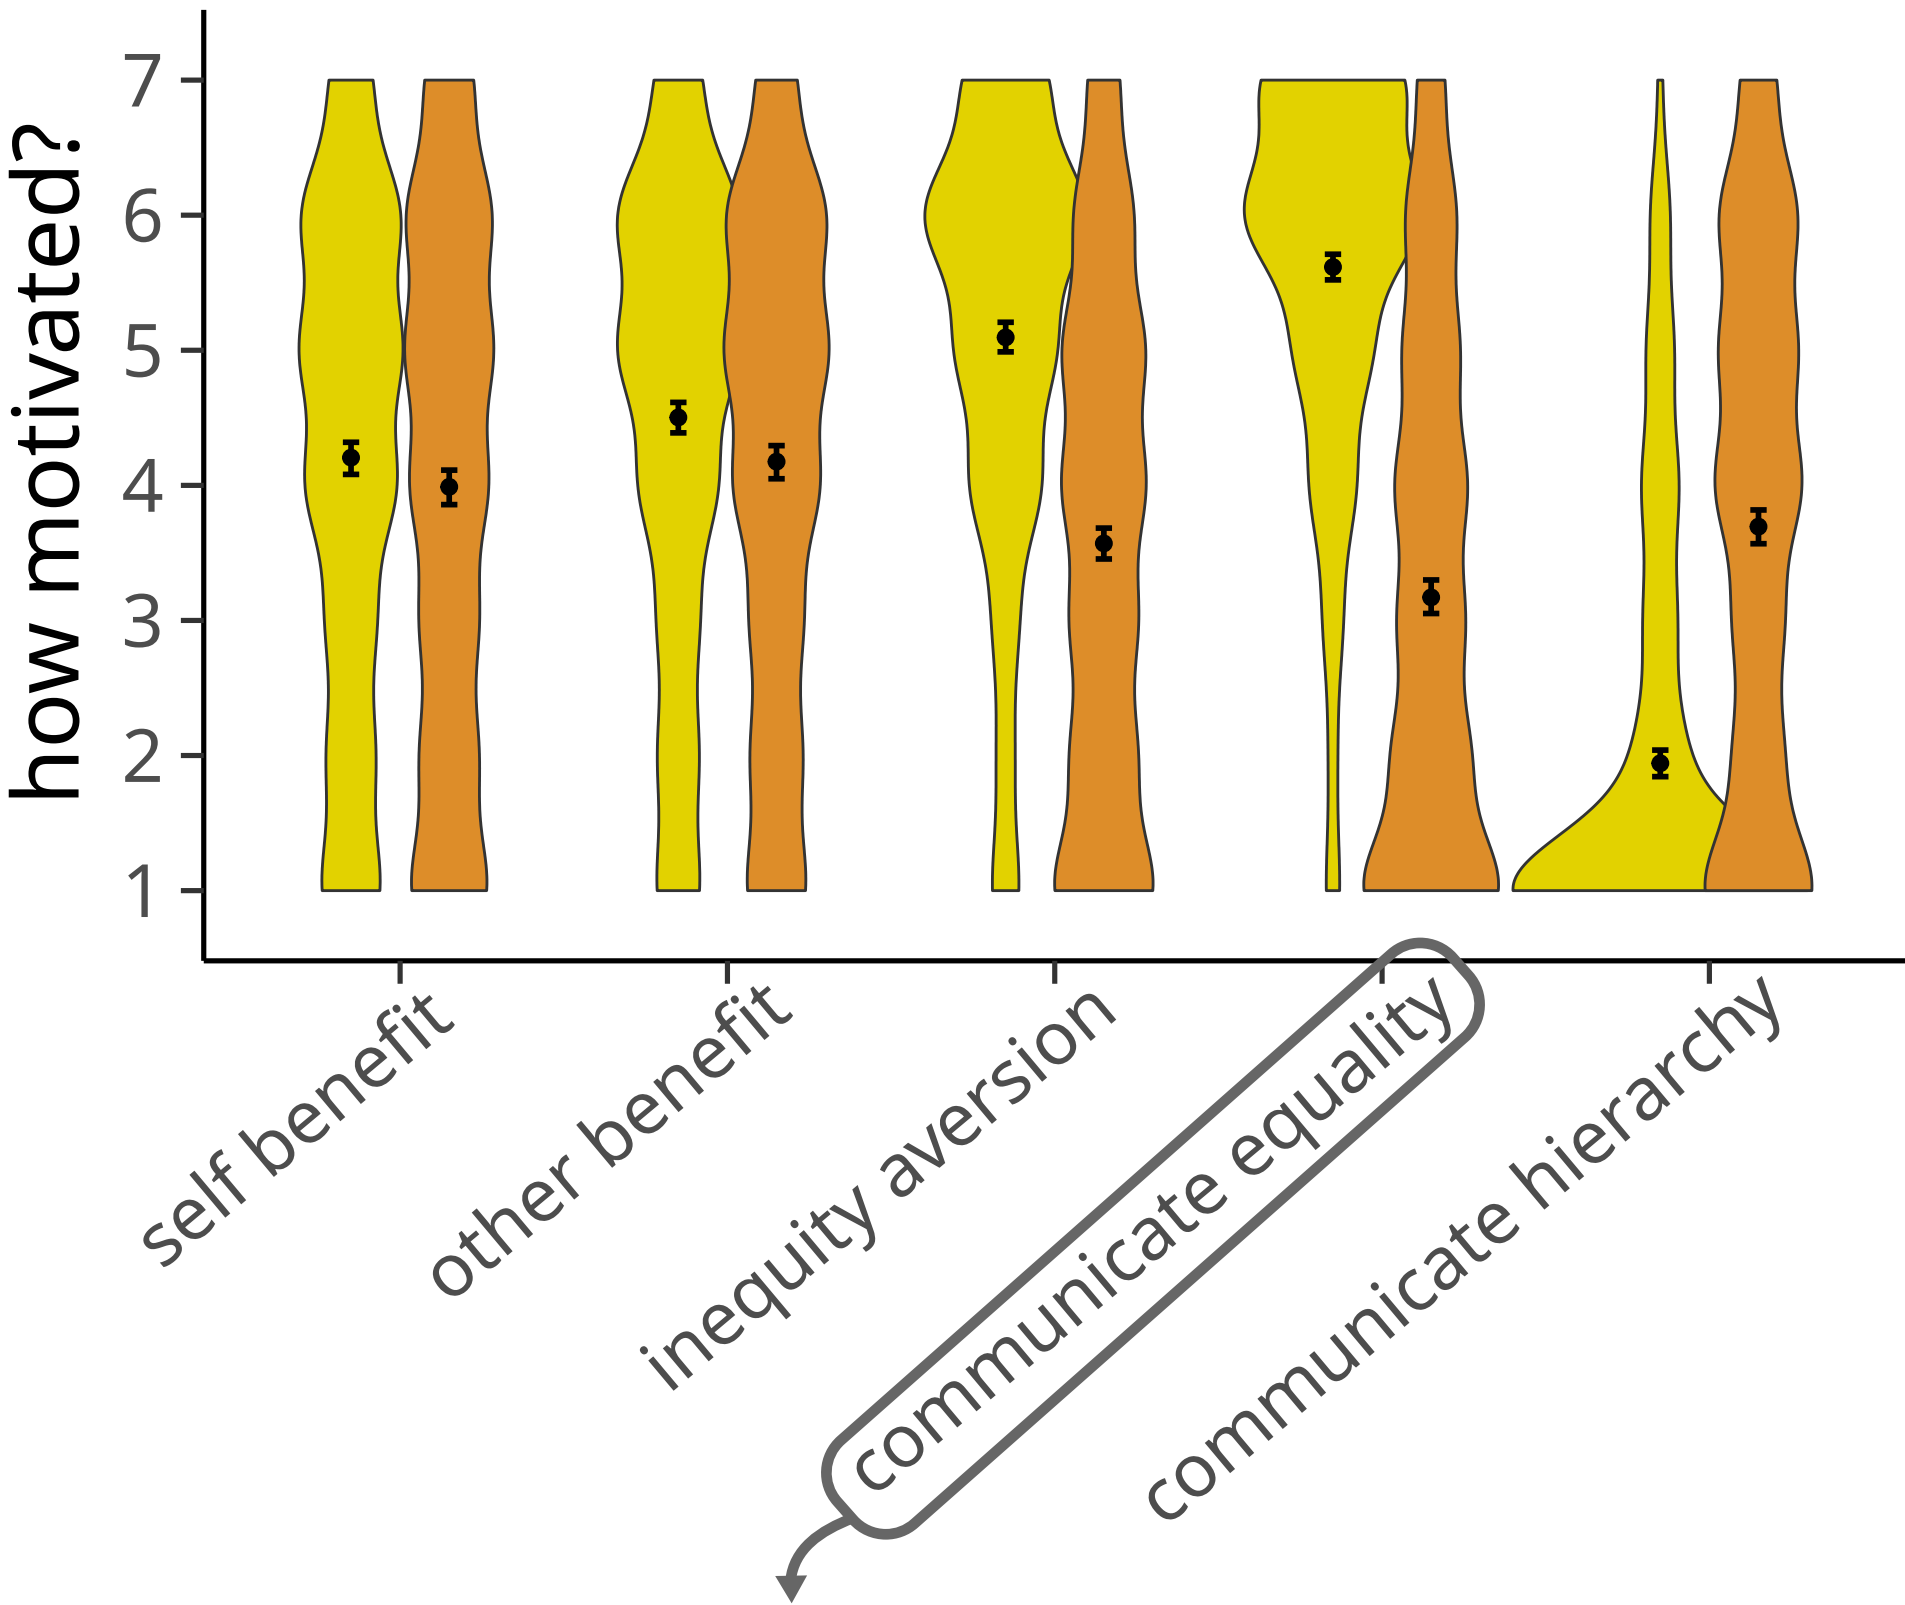 how motivated?
7
6
5
4
3
2
1
self benefit
other benefit
inequity aversion
communicate equality
communicate hierarchy